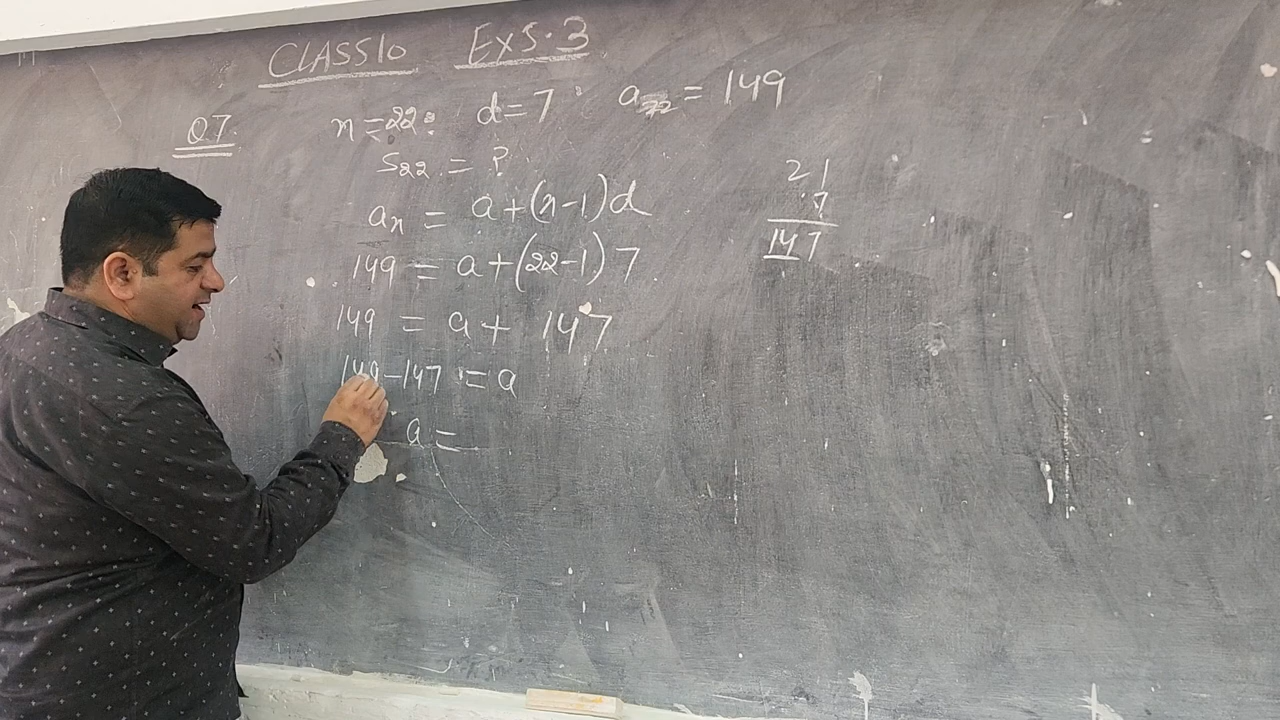 CLASS 10 EX 5.3
Q.7. n = 22. d = 7 a₂₂ = 149
S₂₂ = ?
aₙ = a + (n-1)d
149 = a + (22-1) 7
149 = a + 147
149 - 147 = a
a =
21
7
147